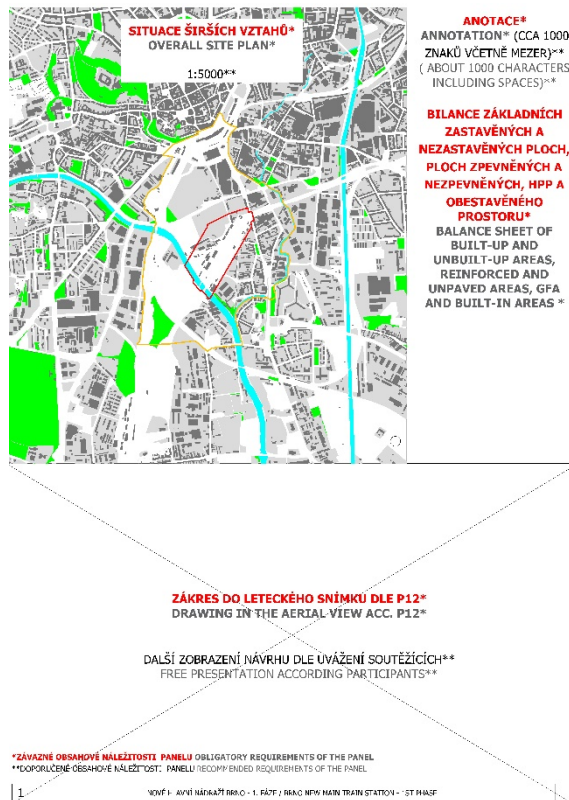 SITUACE ŠIRŠÍCH VZTAHŮ*
OVERALL SITE PLAN*
1:5000**
ANOTACE*
ANNOTATION* (CCA 1000
ZNAKŮ VČETNĚ MEZER)**
( ABOUT 1000 CHARACTERS
INCLUDING SPACES)**
BILANCE ZÁKLADNÍCH
ZASTAVĚNÝCH A
NEZASTAVĚNÝCH PLOCH,
PLOCH ZPEVNĚNÝCH A
NEZPEVNĚNÝCH, HPP A
OBESTAVĚNÉHO
PROSTORU*
BALANCE SHEET OF
BUILT-UP AND
UNBUILT-UP AREAS,
REINFORCED AND
UNPAVED AREAS, GFA
AND BUILT-IN AREAS *
ZÁKRES DO LETECKÉHO SNÍMKU DLE P12*
DRAWING IN THE AERIAL VIEW ACC. P12*
DALŠÍ ZOBRAZENÍ NÁVRHU DLE UVÁŽENÍ SOUTĚŽÍCÍCH**
FREE PRESENTATION ACCORDING PARTICIPANTS**
*ZÁVAZNÉ OBSAHOVÉ NÁLEŽITOSTI PANELU OBLIGATORY REQUIREMENTS OF THE PANEL
**DOPORUČENÉ OBSAHOVÉ NÁLEŽITOSTI PANELU RECOMMENDED REQUIREMENTS OF THE PANEL
1 NOVÉ HLAVNÍ NÁDRAŽÍ BRNO - 1. FÁZE / BRNO NEW MAIN TRAIN STATION - 1ST PHASE